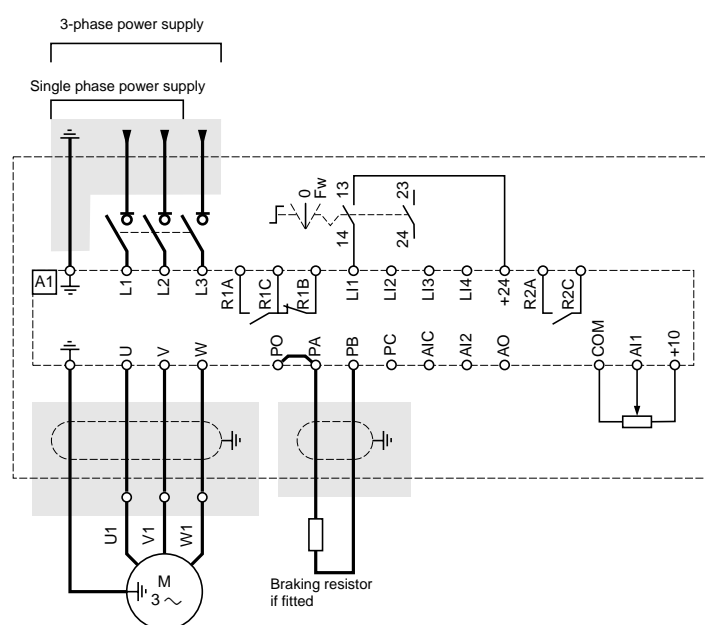 3-phase power supply
Single phase power supply
0
Fw
13
23
14
24
A1
L1
L2
L3
R1A
R1C
R1B
LI1
LI2
LI3
LI4
+24
R2A
R2C
U
V
W
PO
PA
PB
PC
AIC
AI2
AO
COM
AI1
+10
U1
V1
W1
M
3 ~
Braking resistor
if fitted